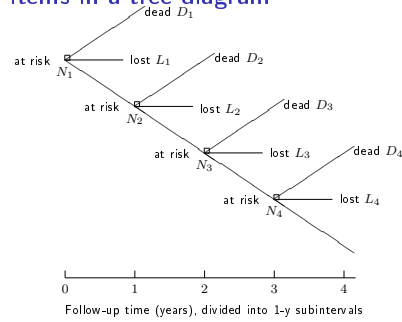 items in a tree diagram
dead D₁
at risk
lost L₁
N₁
dead D₂
at risk
lost L₂
N₂
dead D₃
at risk
lost L₃
N₃
dead D₄
at risk
lost L₄
N₄
0 1 2 3 4
Follow-up time (years), divided into 1-y subintervals